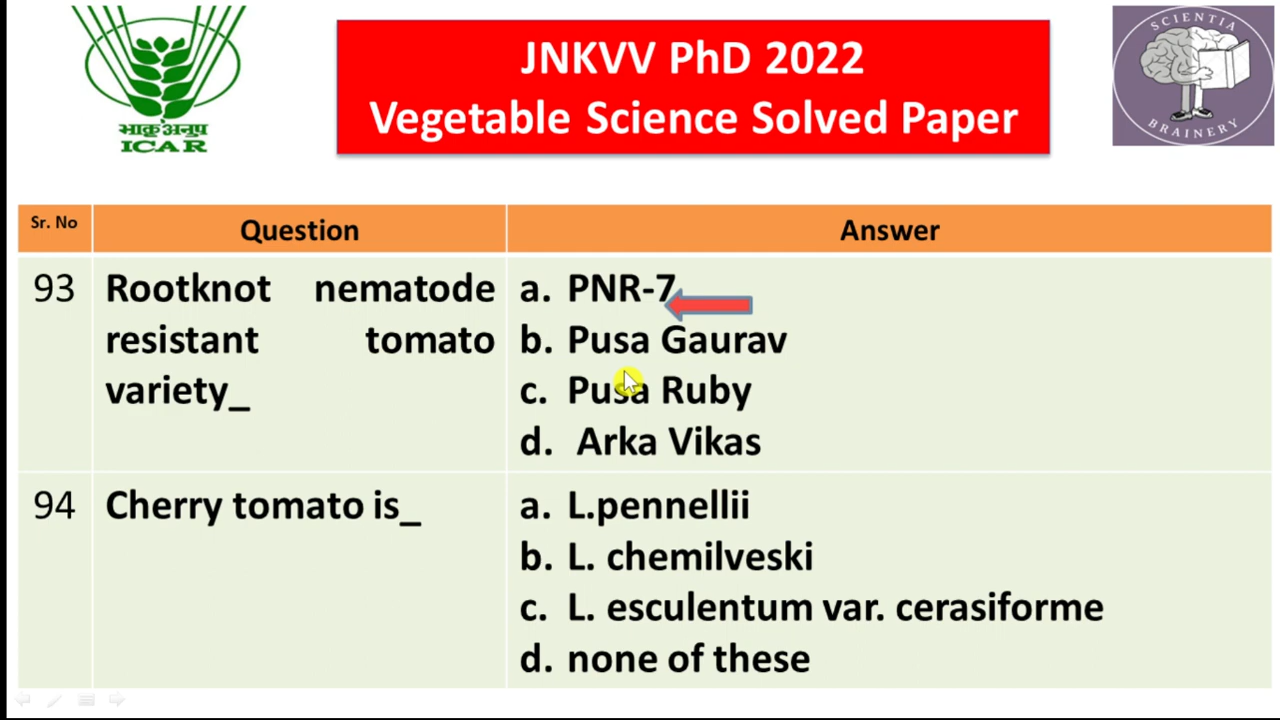 JNKVV PhD 2022
Vegetable Science Solved Paper
भाकृअनुप
ICAR
SCIENTIA
BRAINERY
Sr. No Question Answer
93 Rootknot nematode resistant tomato variety_
a. PNR-7
b. Pusa Gaurav
c. Pusa Ruby
d. Arka Vikas
94 Cherry tomato is_
a. L.pennellii
b. L. chemilveski
c. L. esculentum var. cerasiforme
d. none of these